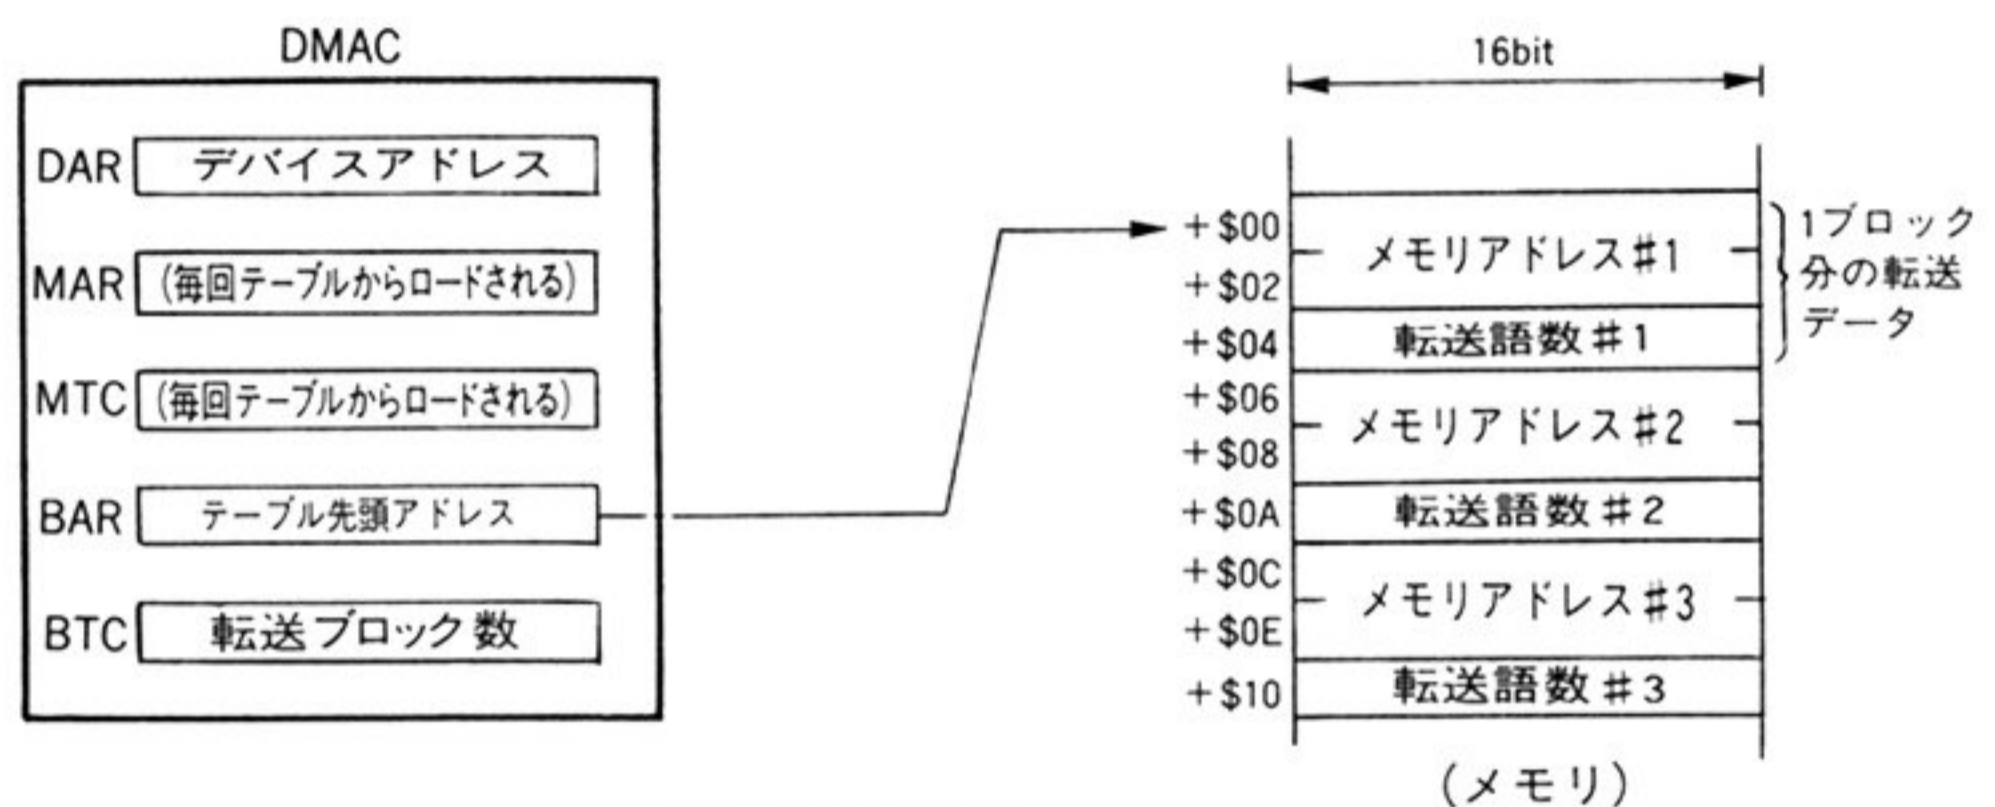 DMAC
DAR デバイスアドレス
MAR (毎回テーブルからロードされる)
MTC (毎回テーブルからロードされる)
BAR テーブル先頭アドレス
BTC 転送ブロック数
16bit
+$00
メモリアドレス#1
+$02
+$04 転送語数#1
1ブロック
分の転送
データ
+$06
メモリアドレス#2
+$08
+$0A 転送語数#2
+$0C
メモリアドレス#3
+$0E
+$10 転送語数#3
(メモリ)